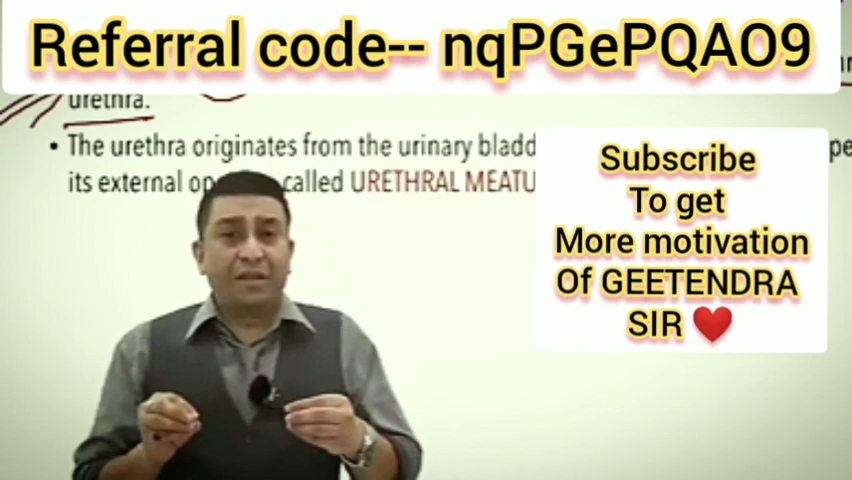 Referral code-- nqPGePQAO9
urethra.
• The urethra originates from the urinary bladd
its external op called URETHRAL MEATU
Subscribe
To get
More motivation
Of GEETENDRA
SIR ❤️